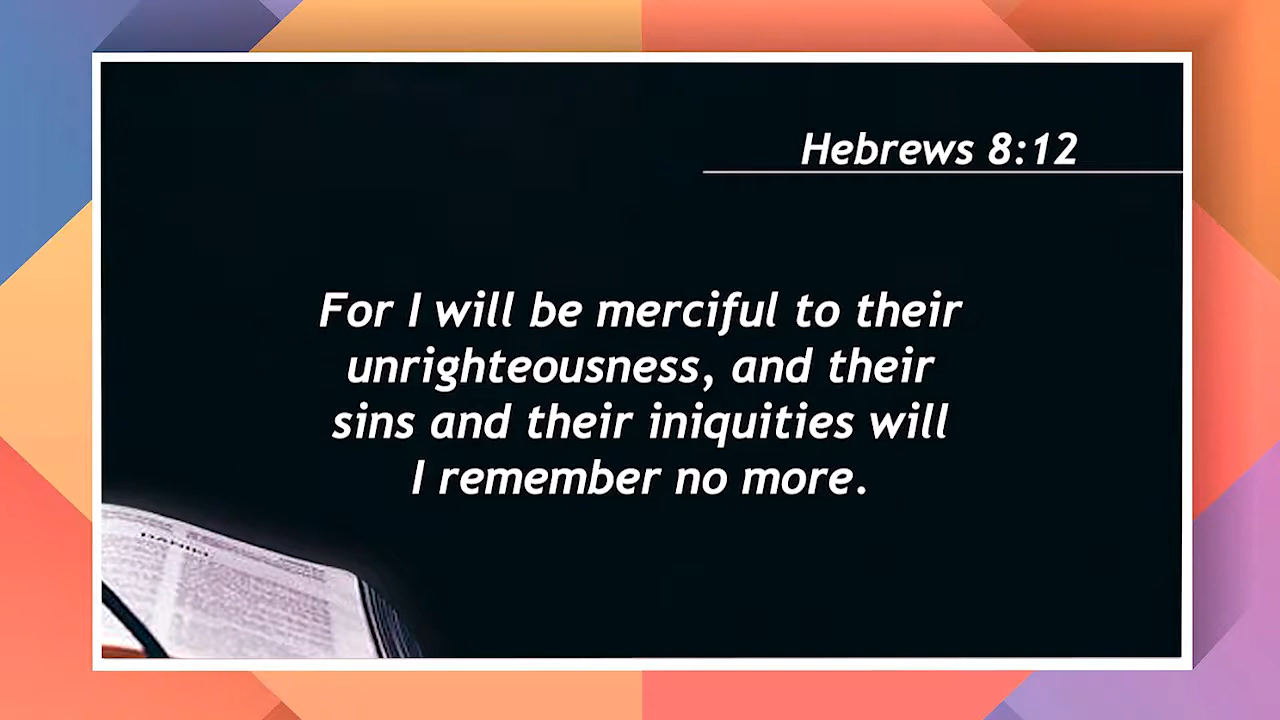 Hebrews 8:12
For I will be merciful to their
unrighteousness, and their
sins and their iniquities will
I remember no more.
DANIEL